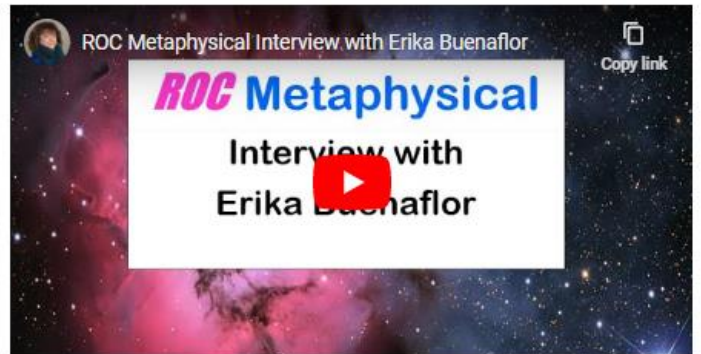 ROC Metaphysical Interview with Erika Buenaflor
Copy link
ROC Metaphysical
Interview with
Erika Buenaflor